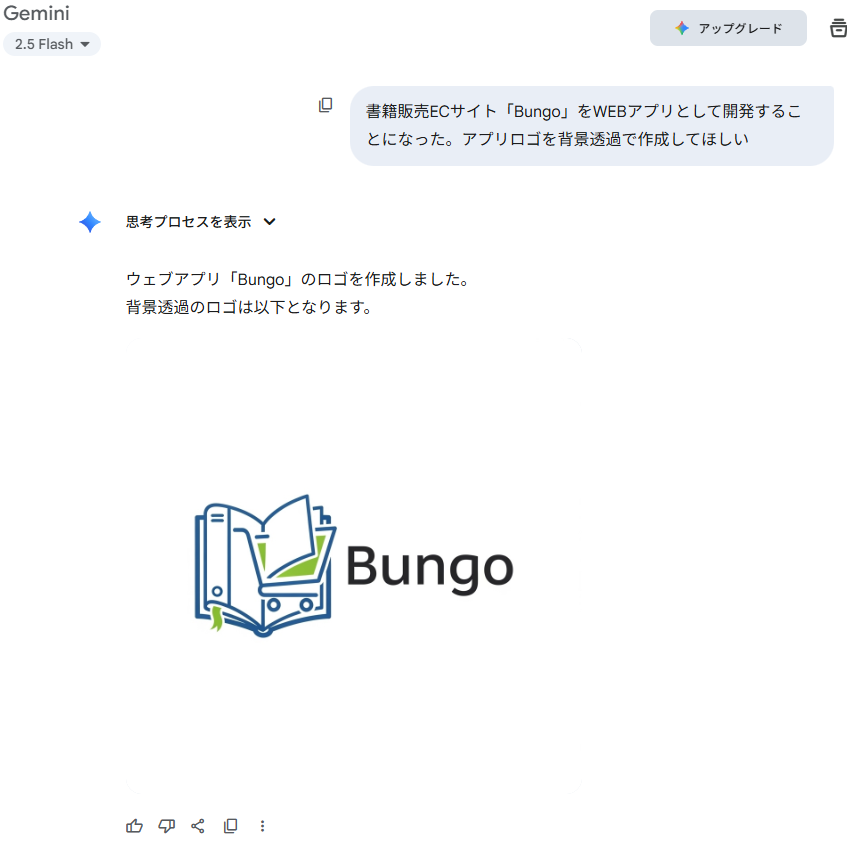 Gemini
2.5 Flash
アップグレード
書籍販売ECサイト「Bungo」をWEBアプリとして開発するこ
とになった。アプリロゴを背景透過で作成してほしい
思考プロセスを表示
ウェブアプリ「Bungo」のロゴを作成しました。
背景透過のロゴは以下となります。
Bungo